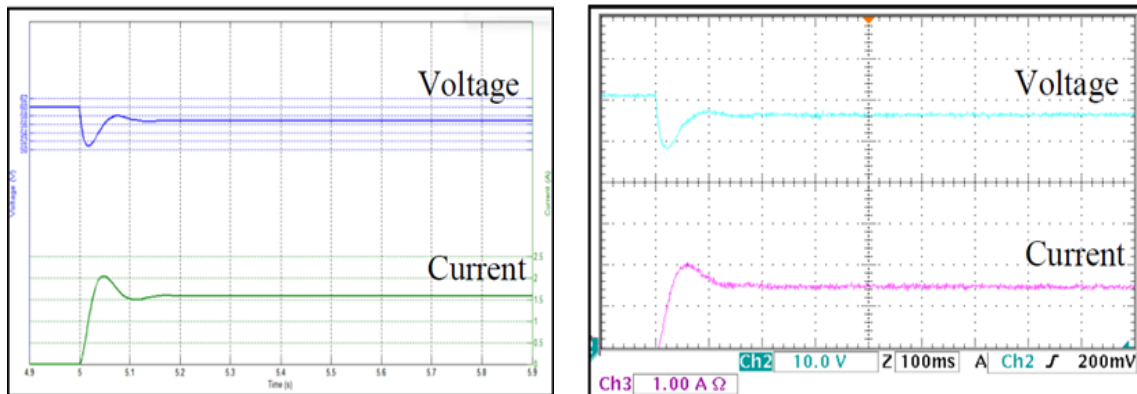 Voltage
Voltage (V)
Current (A)
2.5
Current
2
1.5
1
0.5
0
4.9 5 5.1 5.2 5.3 5.4 5.5 5.6 5.7 5.8 5.9
Time (s)
Voltage
Current
Ch2 10.0 V Z 100ms A Ch2 ʃ 200mV
Ch3 1.00 A Ω